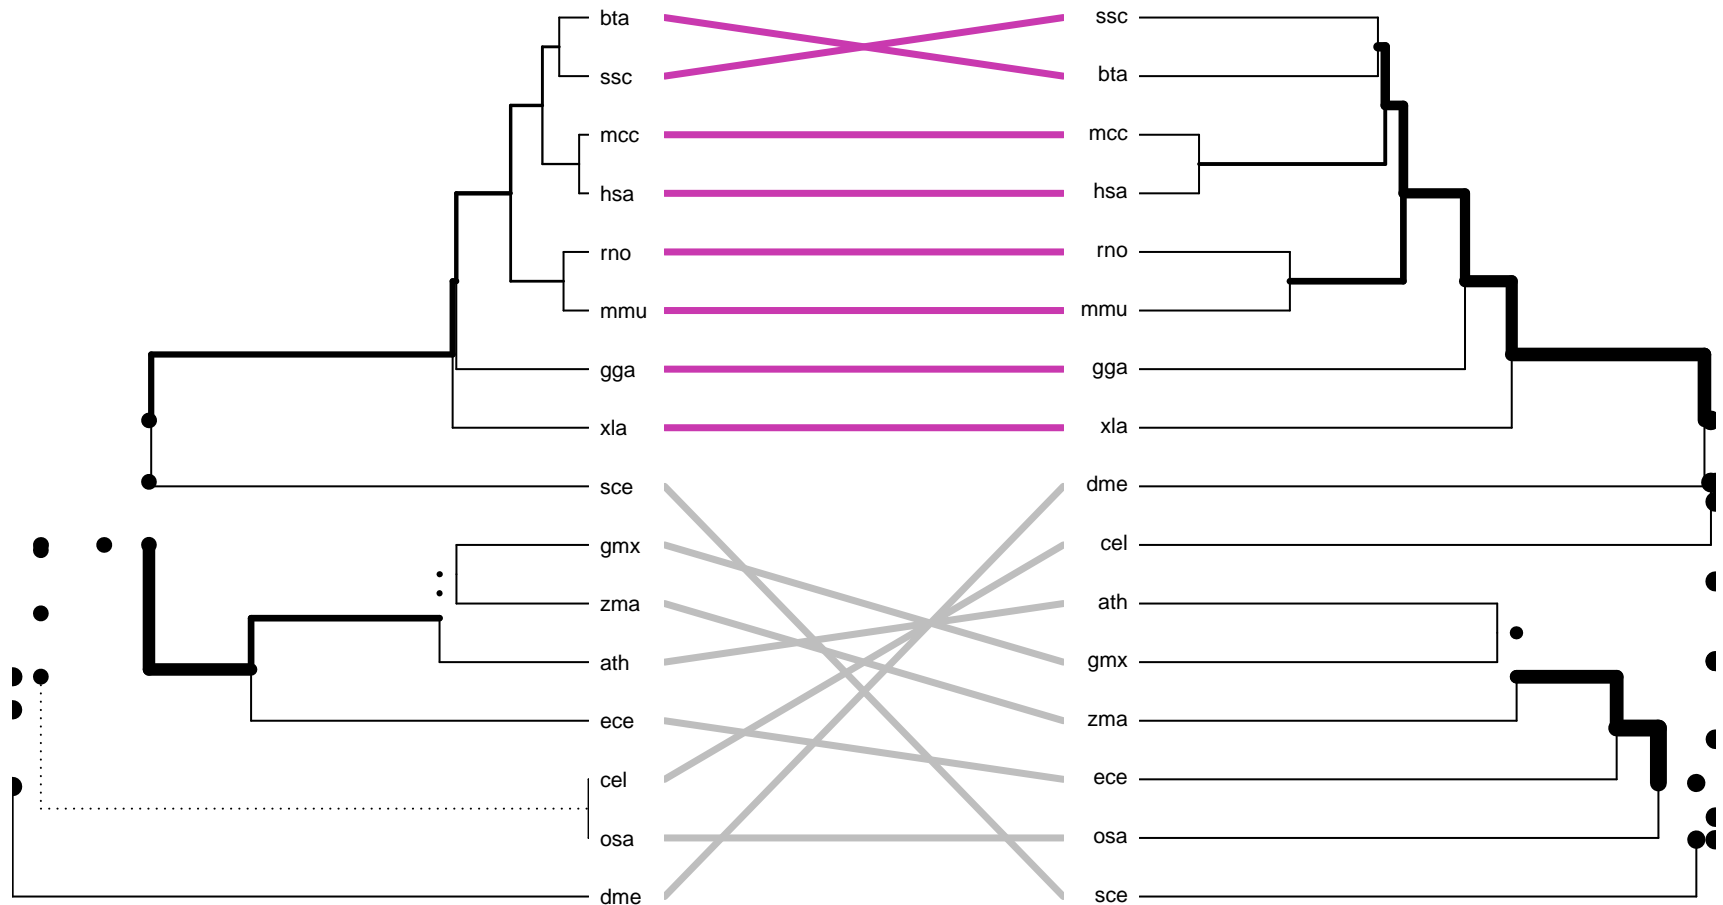 bta
ssc
mcc
hsa
rno
mmu
gga
xla
sce
gmx
zma
ath
ece
cel
osa
dme
ssc
bta
mcc
hsa
rno
mmu
gga
xla
dme
cel
ath
gmx
zma
ece
osa
sce